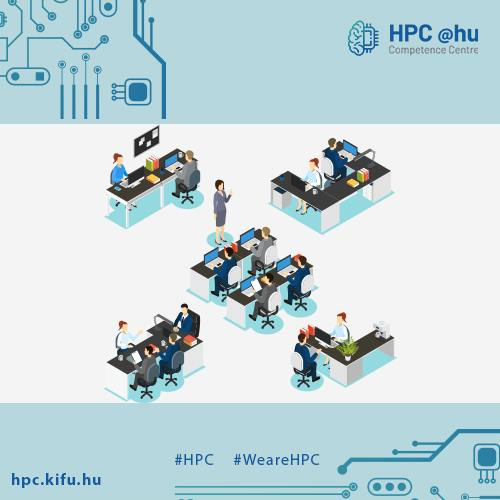 HPC @hu
Competence Centre
#HPC #WeareHPC
hpc.kifu.hu